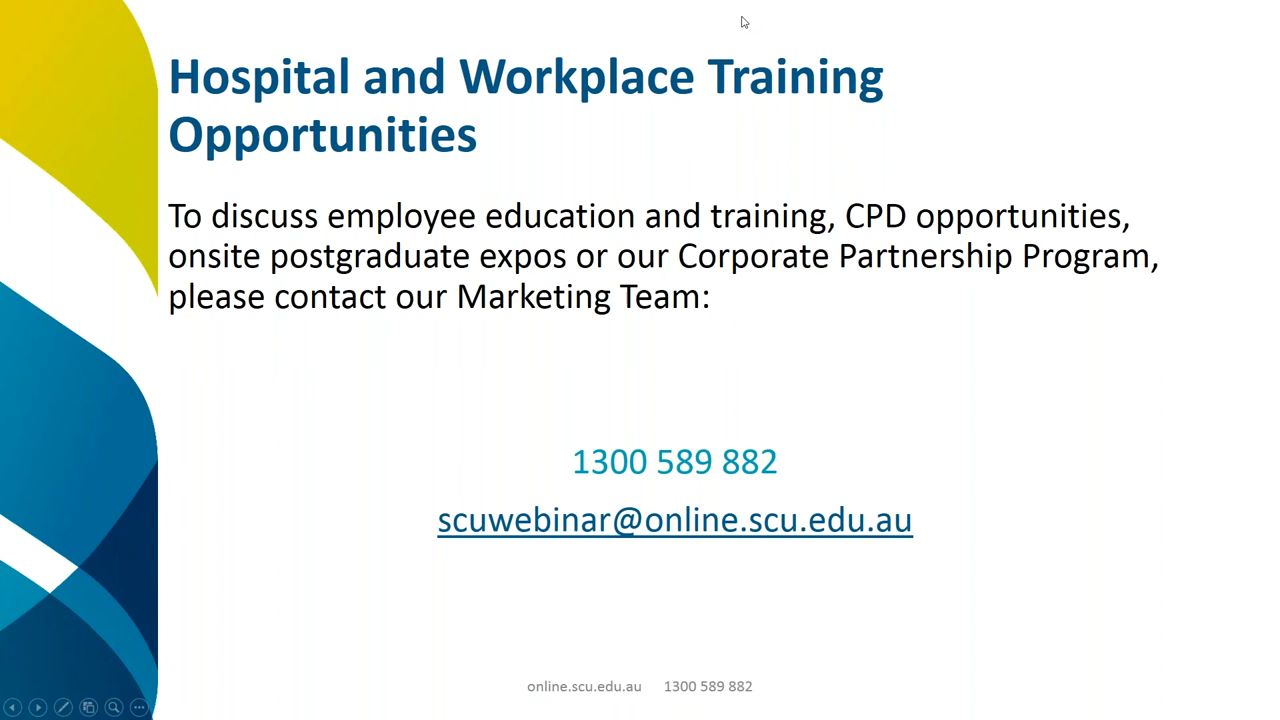 Hospital and Workplace Training
Opportunities
To discuss employee education and training, CPD opportunities,
onsite postgraduate expos or our Corporate Partnership Program,
please contact our Marketing Team:
1300 589 882
scuwebinar@online.scu.edu.au
online.scu.edu.au 1300 589 882